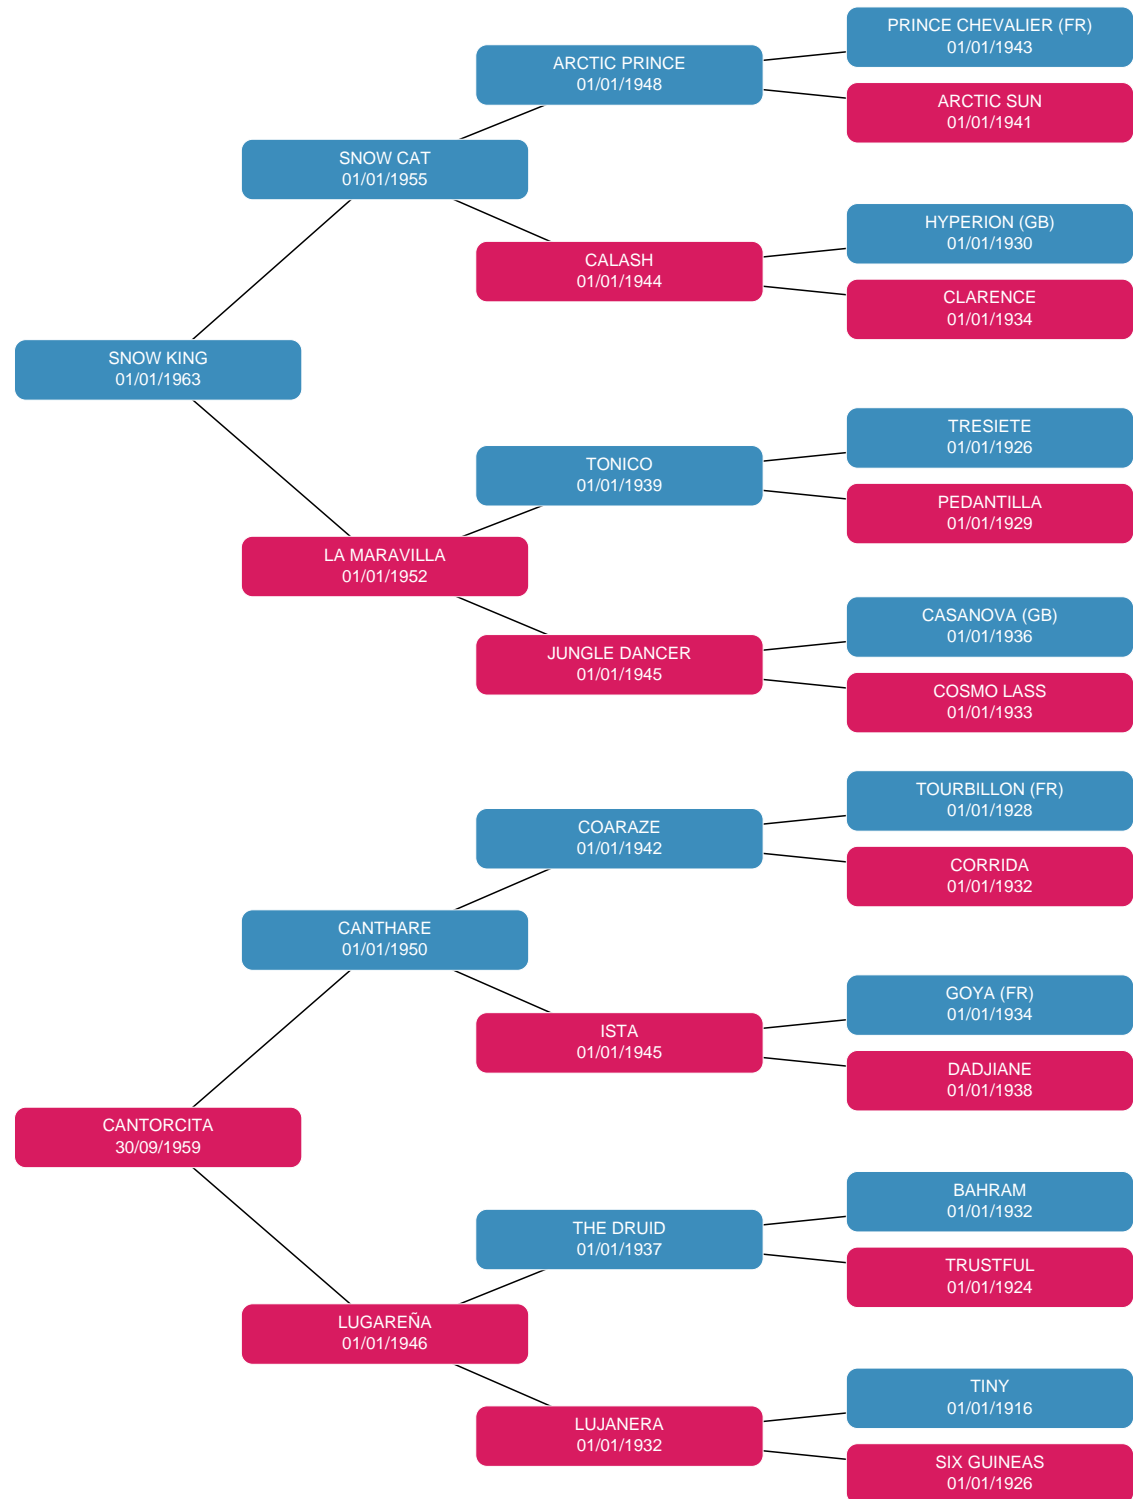 PRINCE CHEVALIER (FR)
01/01/1943
ARCTIC PRINCE
01/01/1948
ARCTIC SUN
01/01/1941
SNOW CAT
01/01/1955
HYPERION (GB)
01/01/1930
CALASH
01/01/1944
CLARENCE
01/01/1934
SNOW KING
01/01/1963
TRESIETE
01/01/1926
TONICO
01/01/1939
PEDANTILLA
01/01/1929
LA MARAVILLA
01/01/1952
CASANOVA (GB)
01/01/1936
JUNGLE DANCER
01/01/1945
COSMO LASS
01/01/1933
TOURBILLON (FR)
01/01/1928
COARAZE
01/01/1942
CORRIDA
01/01/1932
CANTHARE
01/01/1950
GOYA (FR)
01/01/1934
ISTA
01/01/1945
DADJIANE
01/01/1938
CANTORCITA
30/09/1959
BAHRAM
01/01/1932
THE DRUID
01/01/1937
TRUSTFUL
01/01/1924
LUGAREÑA
01/01/1946
TINY
01/01/1916
LUJANERA
01/01/1932
SIX GUINEAS
01/01/1926